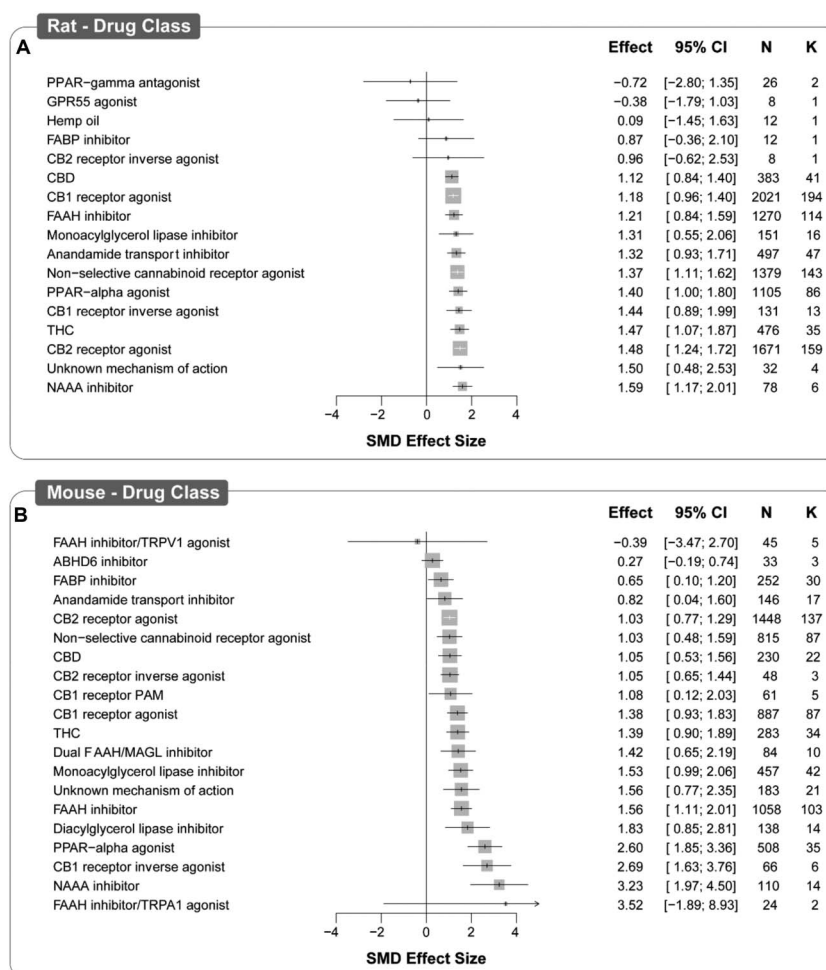 Rat - Drug Class
A
Effect 95% CI N K
PPAR−gamma antagonist −0.72 [−2.80; 1.35] 26 2
GPR55 agonist −0.38 [−1.79; 1.03] 8 1
Hemp oil 0.09 [−1.45; 1.63] 12 1
FABP inhibitor 0.87 [−0.36; 2.10] 12 1
CB2 receptor inverse agonist 0.96 [−0.62; 2.53] 8 1
CBD 1.12 [ 0.84; 1.40] 383 41
CB1 receptor agonist 1.18 [ 0.96; 1.40] 2021 194
FAAH inhibitor 1.21 [ 0.84; 1.59] 1270 114
Monoacylglycerol lipase inhibitor 1.31 [ 0.55; 2.06] 151 16
Anandamide transport inhibitor 1.32 [ 0.93; 1.71] 497 47
Non−selective cannabinoid receptor agonist 1.37 [ 1.11; 1.62] 1379 143
PPAR−alpha agonist 1.40 [ 1.00; 1.80] 1105 86
CB1 receptor inverse agonist 1.44 [ 0.89; 1.99] 131 13
THC 1.47 [ 1.07; 1.87] 476 35
CB2 receptor agonist 1.48 [ 1.24; 1.72] 1671 159
Unknown mechanism of action 1.50 [ 0.48; 2.53] 32 4
NAAA inhibitor 1.59 [ 1.17; 2.01] 78 6
−4 −2 0 2 4
SMD Effect Size
Mouse - Drug Class
B
Effect 95% CI N K
FAAH inhibitor/TRPV1 agonist −0.39 [−3.47; 2.70] 45 5
ABHD6 inhibitor 0.27 [−0.19; 0.74] 33 3
FABP inhibitor 0.65 [ 0.10; 1.20] 252 30
Anandamide transport inhibitor 0.82 [ 0.04; 1.60] 146 17
CB2 receptor agonist 1.03 [ 0.77; 1.29] 1448 137
Non−selective cannabinoid receptor agonist 1.03 [ 0.48; 1.59] 815 87
CBD 1.05 [ 0.53; 1.56] 230 22
CB2 receptor inverse agonist 1.05 [ 0.65; 1.44] 48 3
CB1 receptor PAM 1.08 [ 0.12; 2.03] 61 5
CB1 receptor agonist 1.38 [ 0.93; 1.83] 887 87
THC 1.39 [ 0.90; 1.89] 283 34
Dual FAAH/MAGL inhibitor 1.42 [ 0.65; 2.19] 84 10
Monoacylglycerol lipase inhibitor 1.53 [ 0.99; 2.06] 457 42
Unknown mechanism of action 1.56 [ 0.77; 2.35] 183 21
FAAH inhibitor 1.56 [ 1.11; 2.01] 1058 103
Diacylglycerol lipase inhibitor 1.83 [ 0.85; 2.81] 138 14
PPAR−alpha agonist 2.60 [ 1.85; 3.36] 508 35
CB1 receptor inverse agonist 2.69 [ 1.63; 3.76] 66 6
NAAA inhibitor 3.23 [ 1.97; 4.50] 110 14
FAAH inhibitor/TRPA1 agonist 3.52 [−1.89; 8.93] 24 2
−4 −2 0 2 4
SMD Effect Size